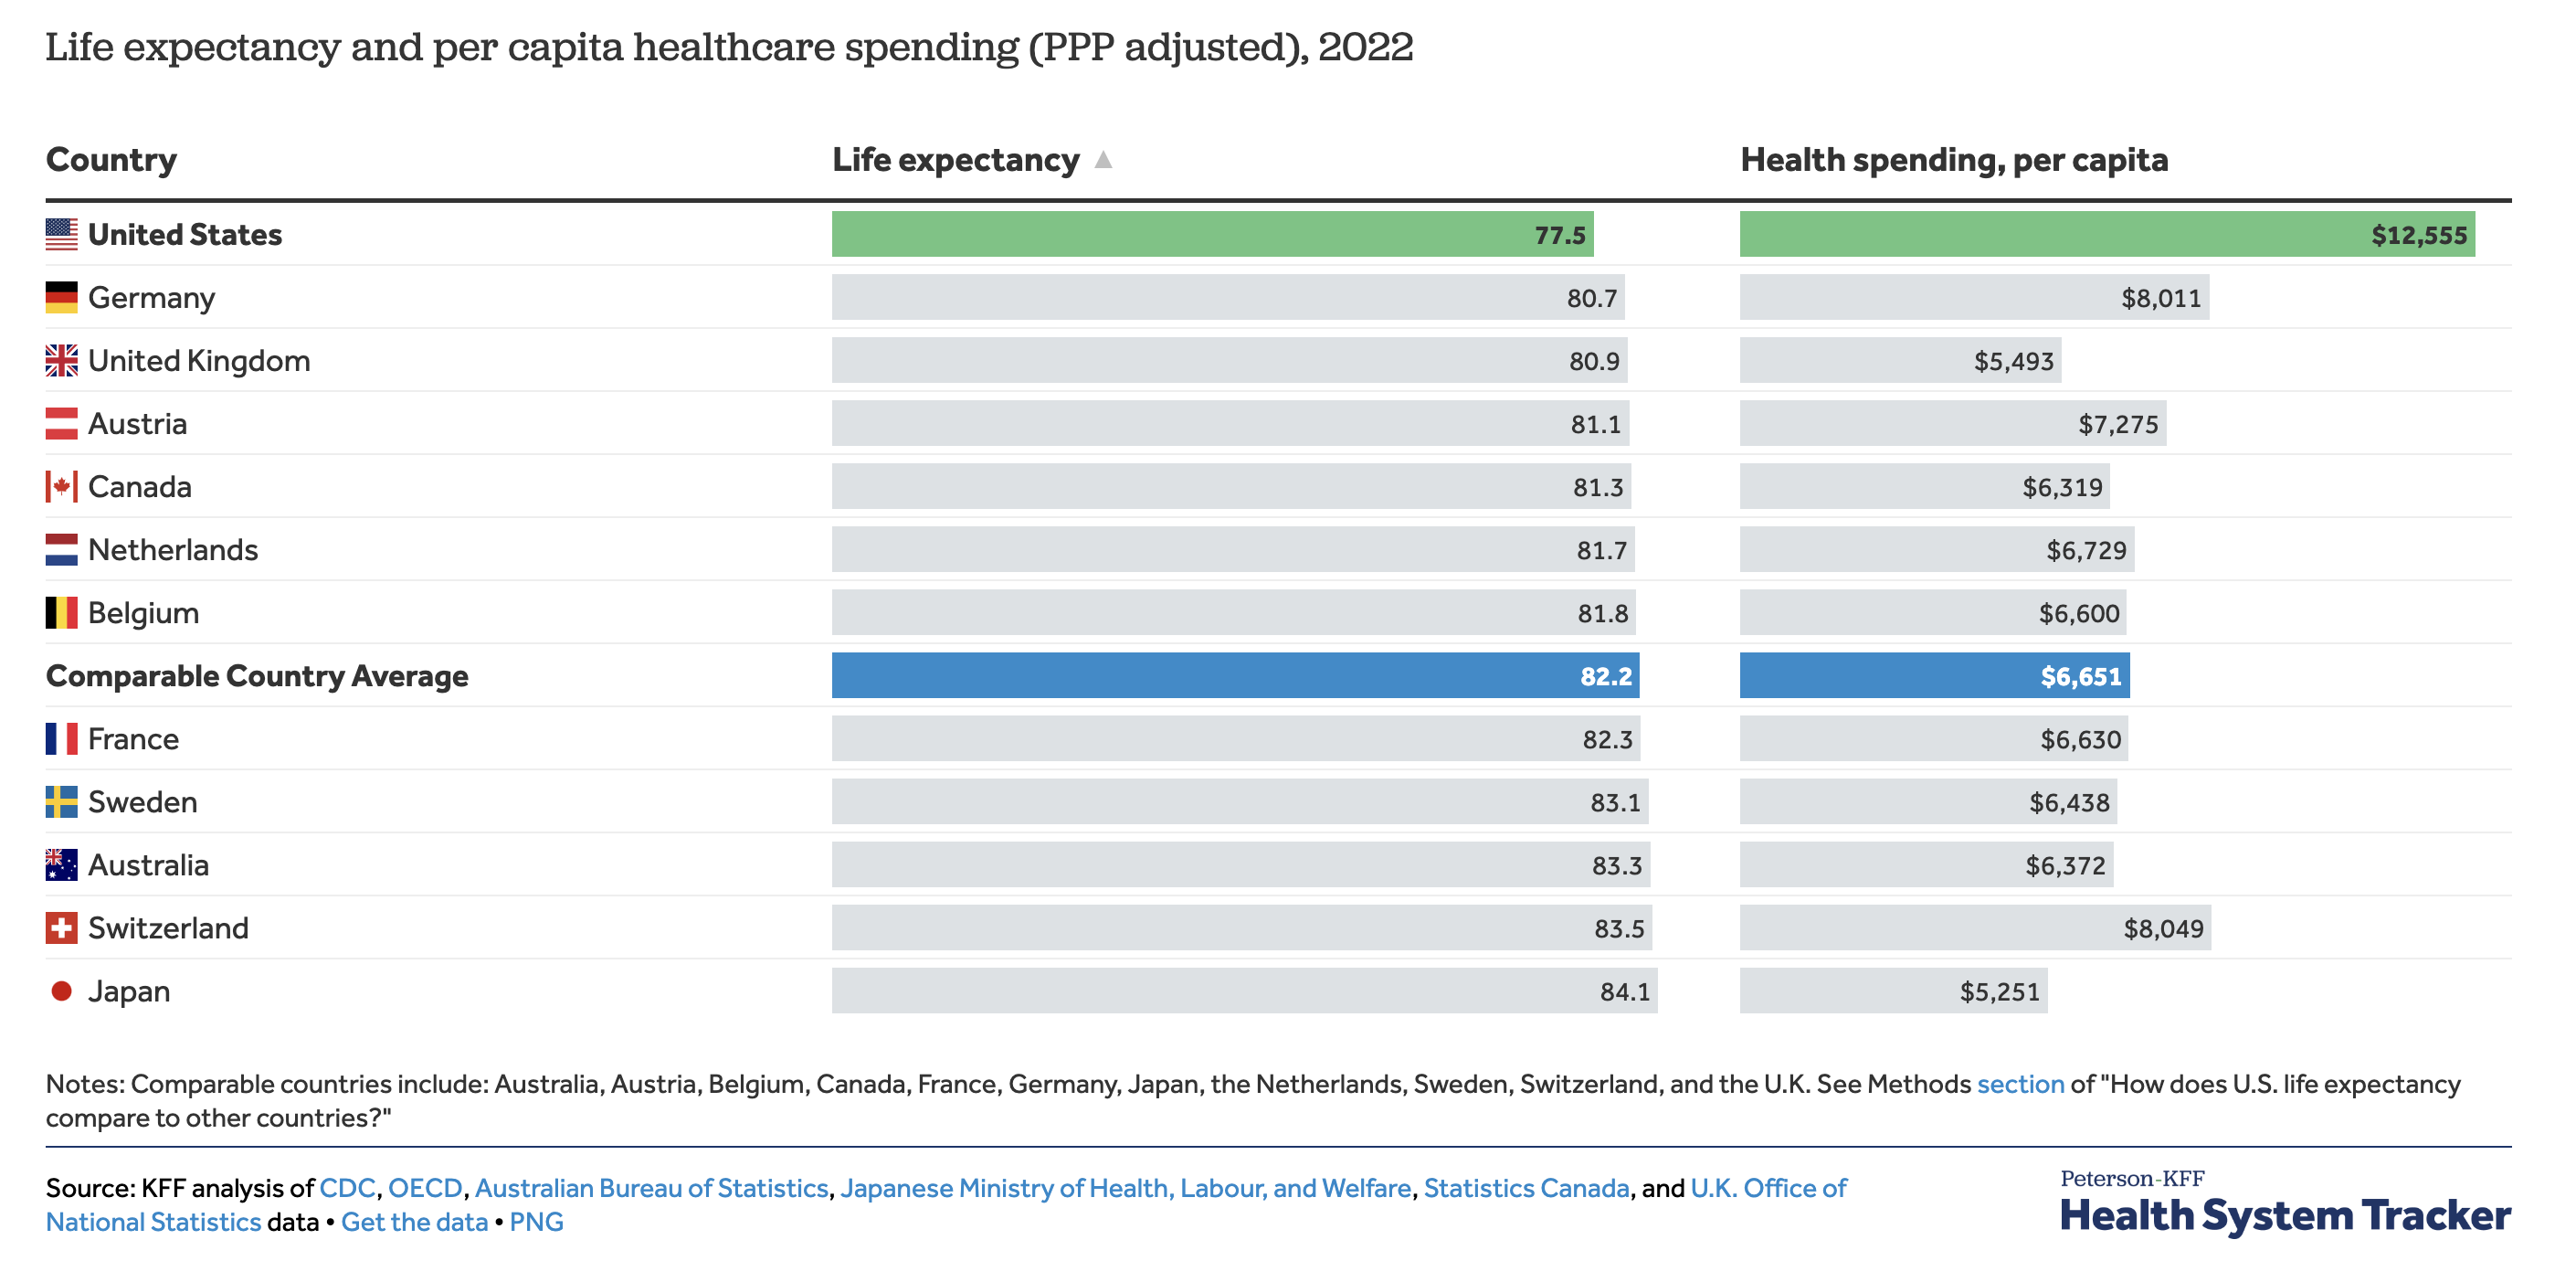 Life expectancy and per capita healthcare spending (PPP adjusted), 2022
Country Life expectancy ▲ Health spending, per capita
United States 77.5 $12,555
Germany 80.7 $8,011
United Kingdom 80.9 $5,493
Austria 81.1 $7,275
Canada 81.3 $6,319
Netherlands 81.7 $6,729
Belgium 81.8 $6,600
Comparable Country Average 82.2 $6,651
France 82.3 $6,630
Sweden 83.1 $6,438
Australia 83.3 $6,372
Switzerland 83.5 $8,049
Japan 84.1 $5,251
Notes: Comparable countries include: Australia, Austria, Belgium, Canada, France, Germany, Japan, the Netherlands, Sweden, Switzerland, and the U.K. See Methods section of "How does U.S. life expectancy
compare to other countries?"
Source: KFF analysis of CDC, OECD, Australian Bureau of Statistics, Japanese Ministry of Health, Labour, and Welfare, Statistics Canada, and U.K. Office of
National Statistics data • Get the data • PNG
Peterson-KFF
Health System Tracker